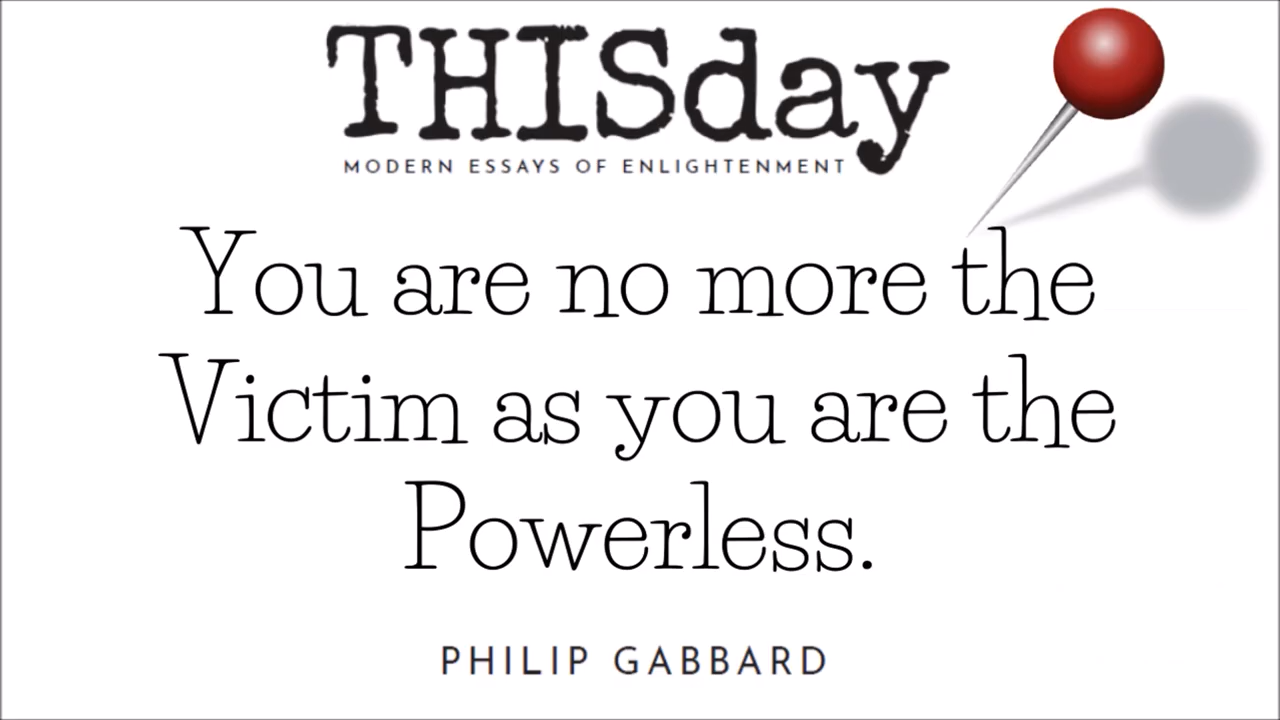 THISday
MODERN ESSAYS OF ENLIGHTENMENT
You are no more the
Victim as you are the
Powerless.
PHILIP GABBARD